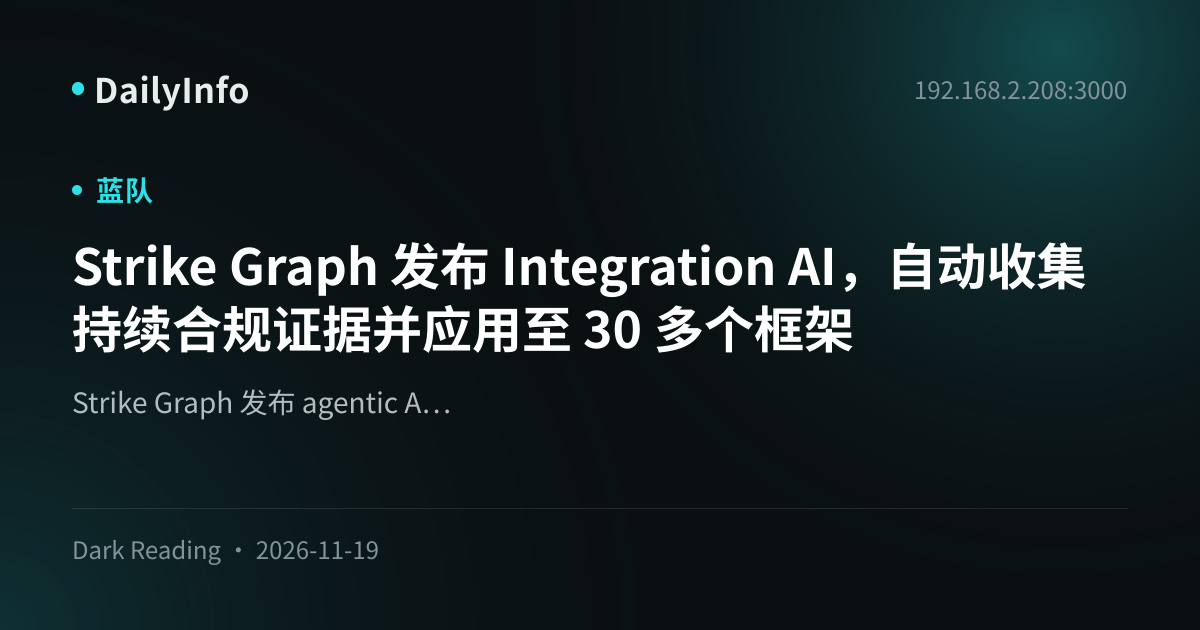 DailyInfo
192.168.2.208:3000
蓝队
Strike Graph 发布 Integration AI，自动收集
持续合规证据并应用至 30 多个框架
Strike Graph 发布 agentic A…
Dark Reading · 2026-11-19